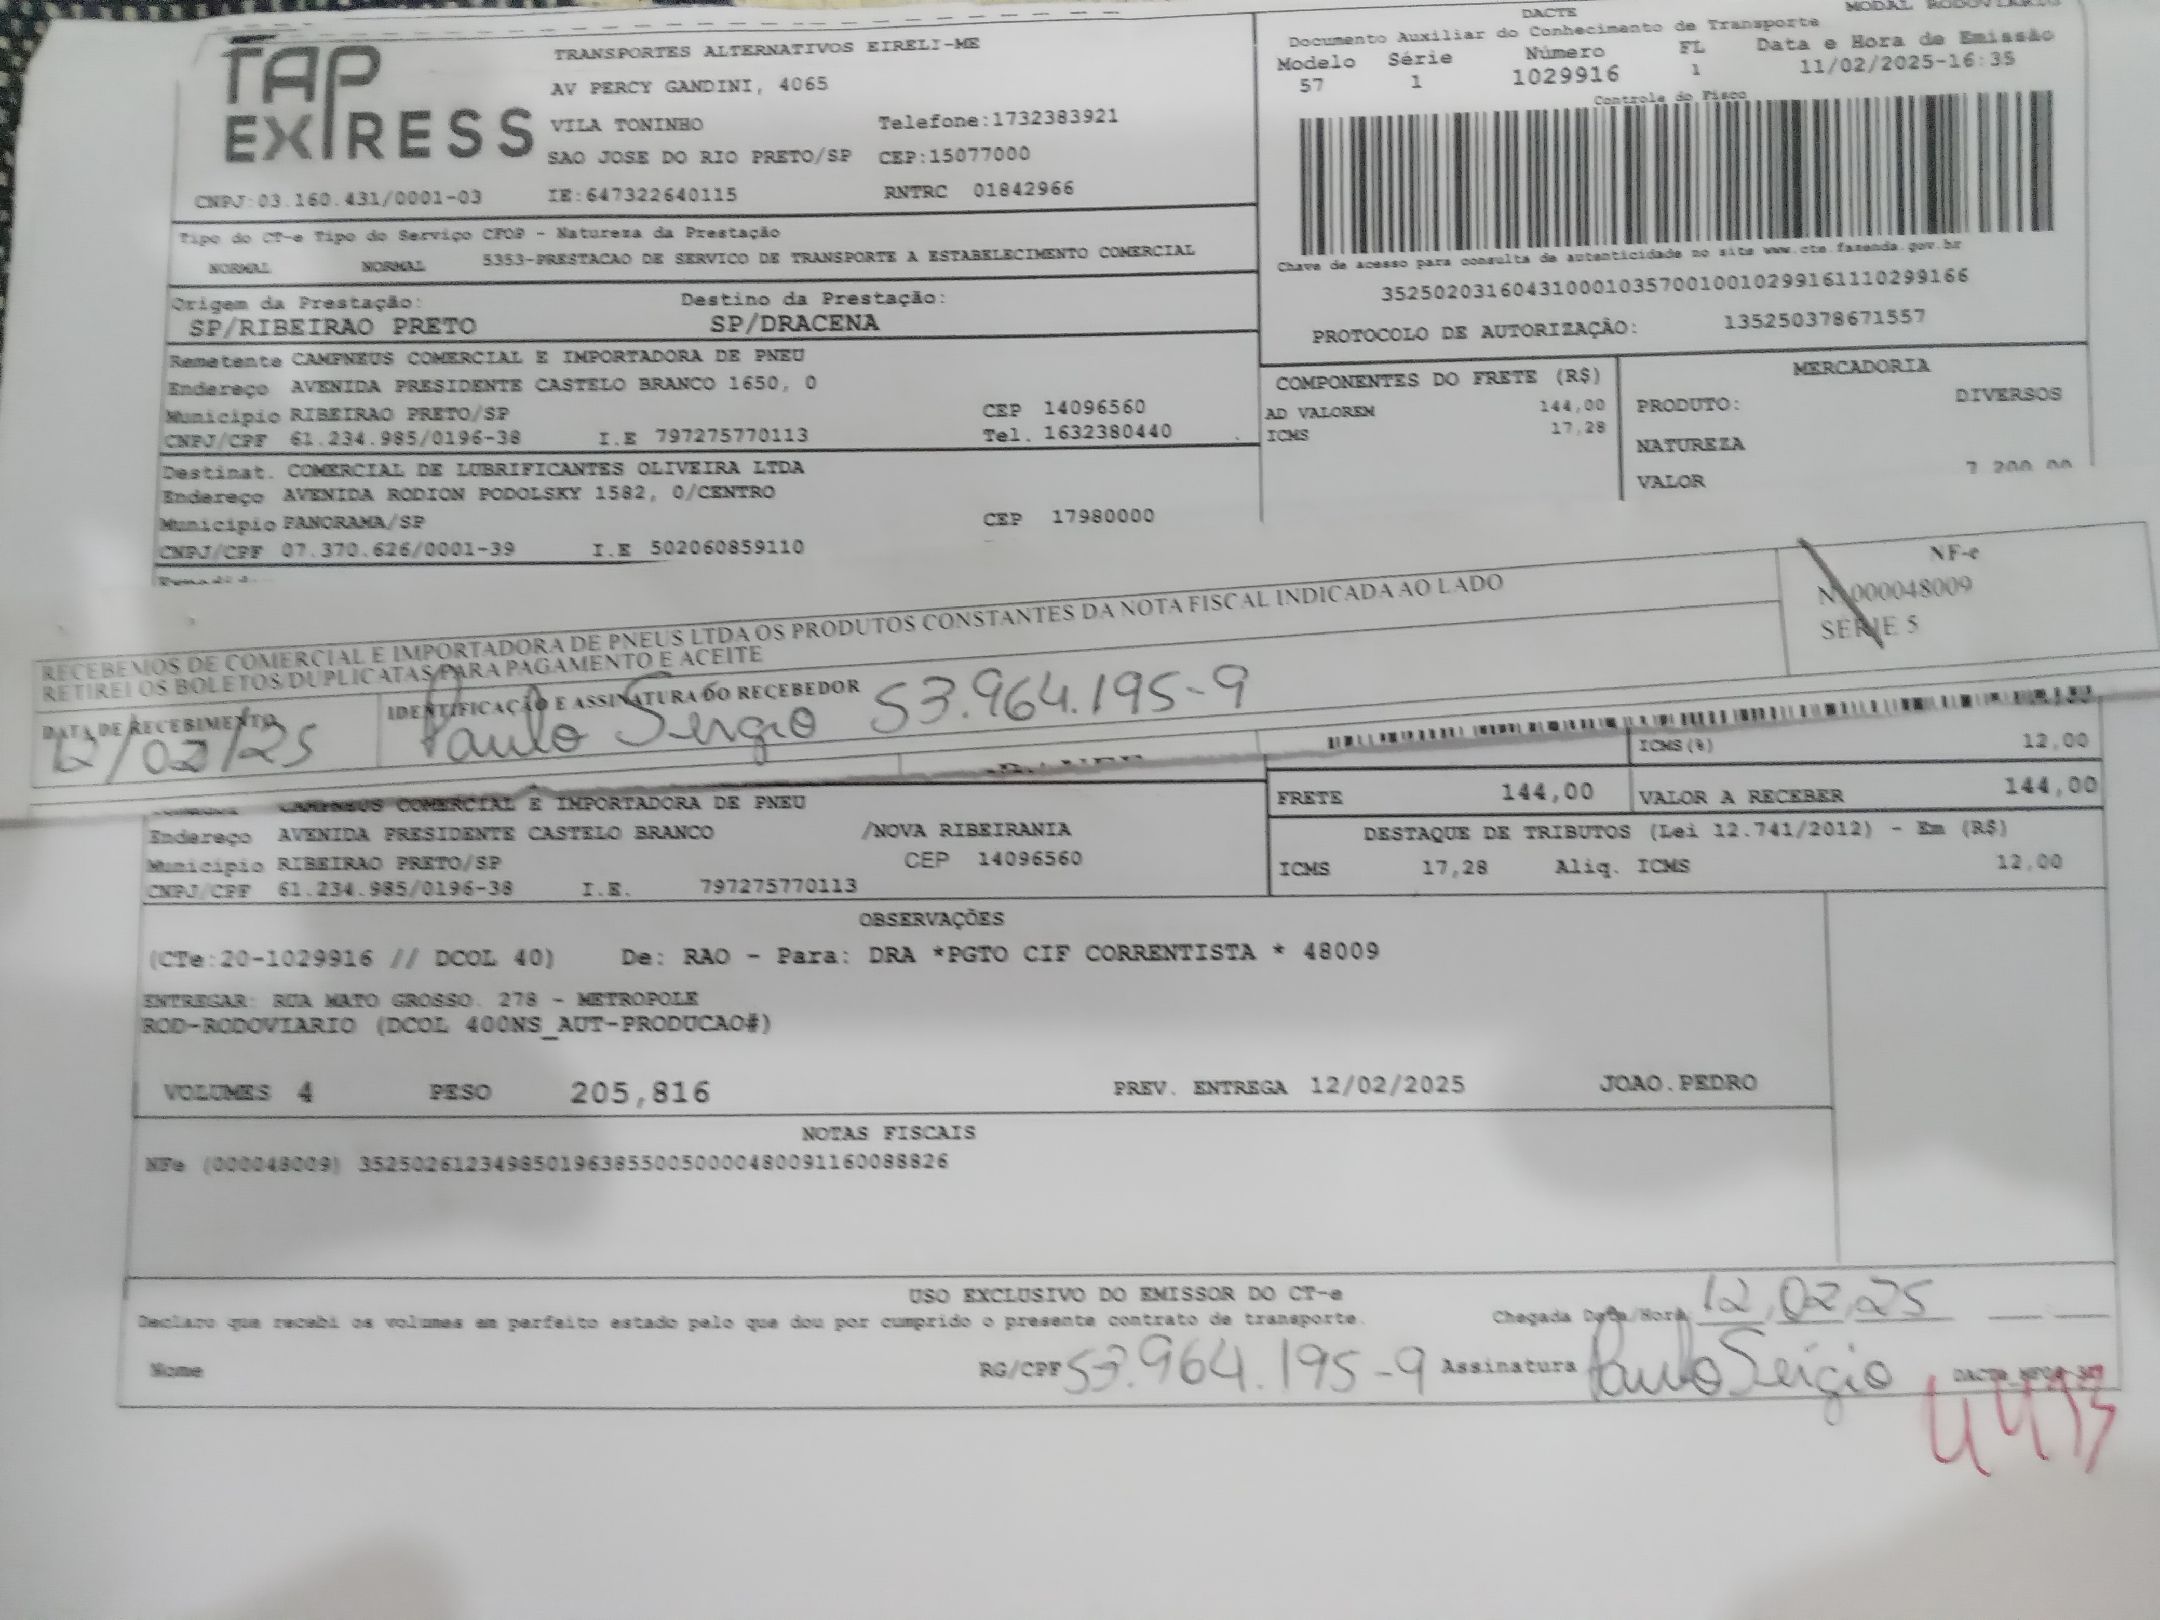 TAP EXPRESS
TRANSPORTES ALTERNATIVOS EIRELI-ME
AV PERCY GANDINI, 4065
VILA TONINHO Telefone:1732383921
SAO JOSE DO RIO PRETO/SP CEP:15077000
CNPJ:03.160.431/0001-03 IE:647322640115 RNTRC 01842966
DACTE MODAL RODOVIARIO
Documento Auxiliar do Conhecimento de Transporte
Modelo Série Número FL Data e Hora de Emissão
57 1 1029916 1 11/02/2025-16:35
Controle do Fisco
Chave de acesso para consulta de autenticidade no site www.cte.fazenda.gov.br
35250203160431000103570010010299161110299166
PROTOCOLO DE AUTORIZAÇÃO: 135250378671557
Tipo do CT-e Tipo do Serviço CFOP - Natureza da Prestação
NORMAL NORMAL 5353-PRESTACAO DE SERVICO DE TRANSPORTE A ESTABELECIMENTO COMERCIAL
Origem da Prestação: Destino da Prestação:
SP/RIBEIRAO PRETO SP/DRACENA
Remetente CAMPNEUS COMERCIAL E IMPORTADORA DE PNEU
Endereço AVENIDA PRESIDENTE CASTELO BRANCO 1650, 0
Municipio RIBEIRAO PRETO/SP CEP 14096560
CNPJ/CPF 61.234.985/0196-38 I.E 797275770113 Tel. 1632380440
Destinat. COMERCIAL DE LUBRIFICANTES OLIVEIRA LTDA
Endereço AVENIDA RODION PODOLSKY 1582, 0/CENTRO
Municipio PANORAMA/SP CEP 17980000
CNPJ/CPF 07.370.626/0001-39 I.E 502060859110
COMPONENTES DO FRETE (R$)
AD VALOREM 144,00
ICMS 17,28
MERCADORIA
PRODUTO: DIVERSOS
NATUREZA
VALOR 7 200 00
RECEBEMOS DE COMERCIAL E IMPORTADORA DE PNEUS LTDA OS PRODUTOS CONSTANTES DA NOTA FISCAL INDICADA AO LADO
RETIREI OS BOLETOS/DUPLICATAS PARA PAGAMENTO E ACEITE
NF-e
N 000048009
SERIE 5
DATA DE RECEBIMENTO IDENTIFICAÇÃO E ASSINATURA DO RECEBEDOR
12/02/25 Paulo Sergio 53.964.195-9
ICMS(%) 12,00
FRETE 144,00 VALOR A RECEBER 144,00
DESTAQUE DE TRIBUTOS (Lei 12.741/2012) - Em (R$)
ICMS 17,28 Aliq. ICMS 12,00
CAMPNEUS COMERCIAL E IMPORTADORA DE PNEU
Endereço AVENIDA PRESIDENTE CASTELO BRANCO /NOVA RIBEIRANIA
Municipio RIBEIRAO PRETO/SP CEP 14096560
CNPJ/CPF 61.234.985/0196-38 I.E. 797275770113
OBSERVAÇÕES
(CTe:20-1029916 // DCOL 40) De: RAO - Para: DRA *PGTO CIF CORRENTISTA * 48009
ENTREGAR: RUA MATO GROSSO. 278 - METROPOLE
ROD-RODOVIARIO (DCOL 400NS_AUT-PRODUCAO#)
VOLUMES 4 PESO 205,816 PREV. ENTREGA 12/02/2025 JOAO.PEDRO
NOTAS FISCAIS
NFe (000048009) 35250261234985019638550050000480091160088826
USO EXCLUSIVO DO EMISSOR DO CT-e
Declaro que recebi os volumes em perfeito estado pelo que dou por cumprido o presente contrato de transporte. Chegada Data/Hora 12,02,25
Nome RG/CPF 53.964.195-9 Assinatura Paulo Sérgio